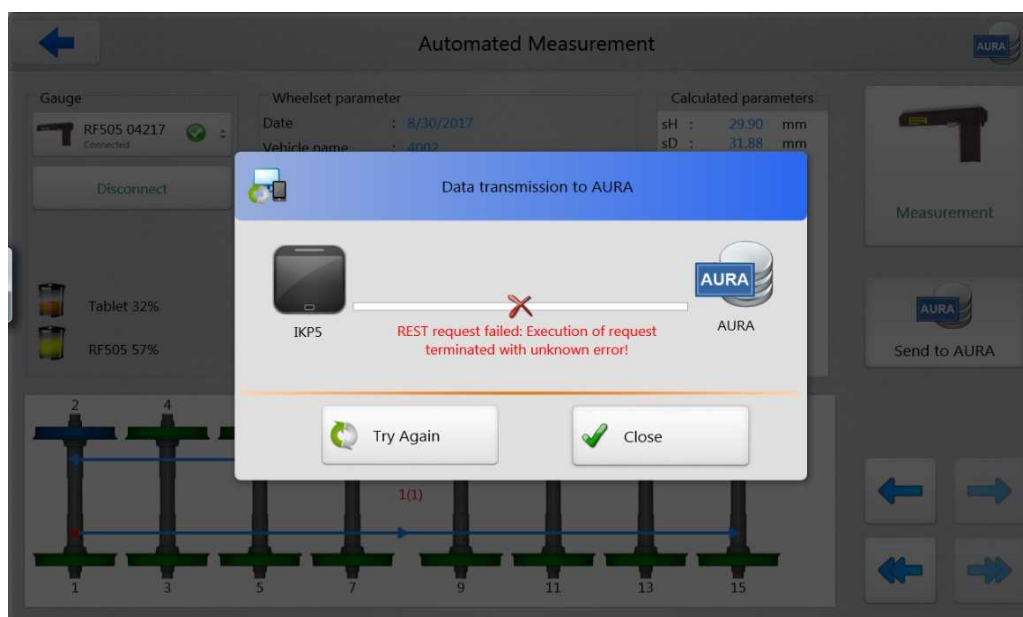 Automated Measurement
AURA
Gauge
RF505 04217
Connected
Disconnect
Tablet 32%
RF505 57%
Wheelset parameter
Date : 8/30/2017
Vehicle name : 4002
Calculated parameters
sH : 29.90 mm
sD : 31.88 mm
Measurement
AURA
Send to AURA
Data transmission to AURA
IKP5
AURA
AURA
REST request failed: Execution of request
terminated with unknown error!
Try Again
Close
2 4
1(1)
1 3 5 7 9 11 13 15